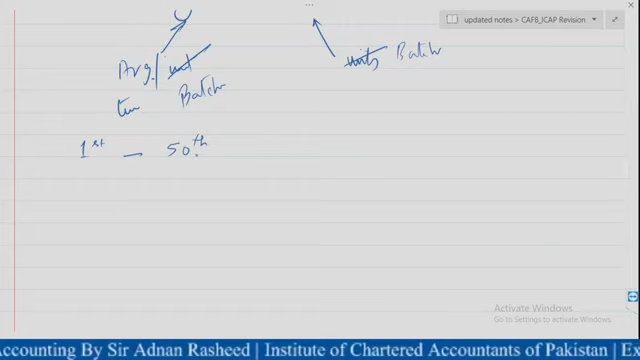 updated notes > CAF8_ICAP Revision
y
Avg./ unit
Batch
units Batch
1st — 50th
Activate Windows
Go to Settings to activate Windows.
Accounting By Sir Adnan Rasheed | Institute of Chartered Accountants of Pakistan | Ex